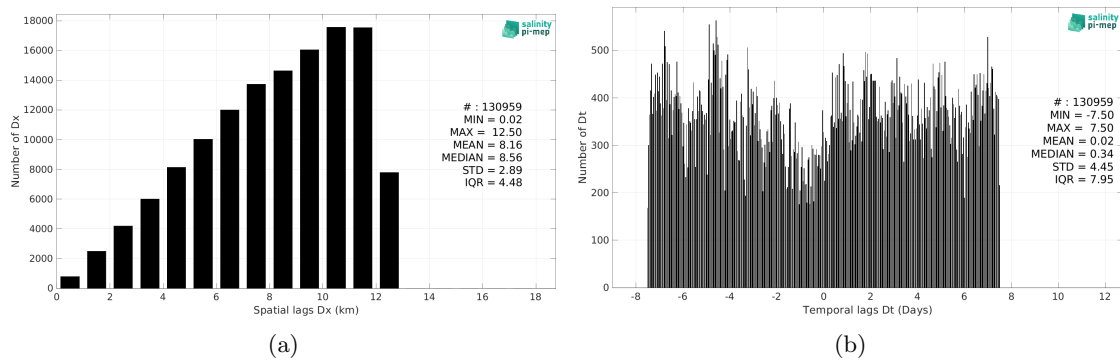 18000
16000
14000
12000
10000
8000
6000
4000
2000
0
Number of Dx
0 2 4 6 8 10 12 14 16 18
Spatial lags Dx (km)
salinity
pi-mep
# : 130959
MIN = 0.02
MAX = 12.50
MEAN = 8.16
MEDIAN = 8.56
STD = 2.89
IQR = 4.48
(a)
500
400
300
200
100
0
Number of Dt
-8 -6 -4 -2 0 2 4 6 8 10 12
Temporal lags Dt (Days)
salinity
pi-mep
# : 130959
MIN = -7.50
MAX = 7.50
MEAN = 0.02
MEDIAN = 0.34
STD = 4.45
IQR = 7.95
(b)